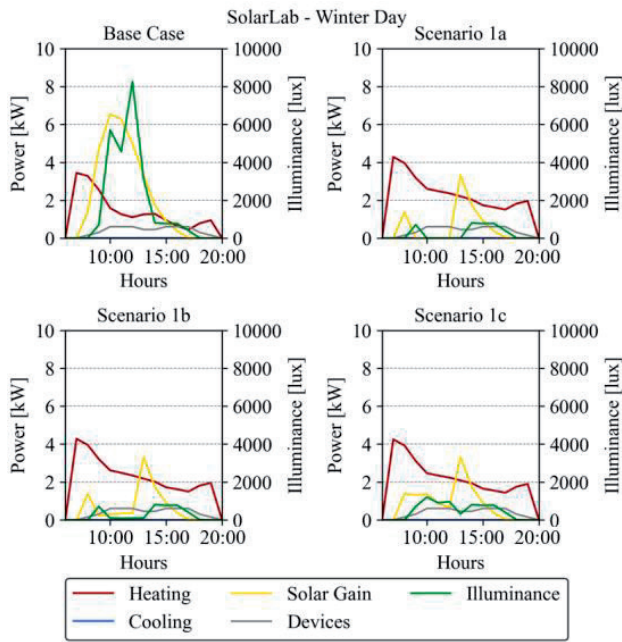 SolarLab - Winter Day
Base Case
Scenario 1a
10
8
6
4
2
0
Power [kW]
10000
8000
6000
4000
2000
0
Illuminance [lux]
10:00 15:00 20:00
Hours
10
8
6
4
2
0
Power [kW]
10000
8000
6000
4000
2000
0
Illuminance [lux]
10:00 15:00 20:00
Hours
Scenario 1b
Scenario 1c
10
8
6
4
2
0
Power [kW]
10000
8000
6000
4000
2000
0
Illuminance [lux]
10:00 15:00 20:00
Hours
10
8
6
4
2
0
Power [kW]
10000
8000
6000
4000
2000
0
Illuminance [lux]
10:00 15:00 20:00
Hours
Heating Solar Gain Illuminance
Cooling Devices